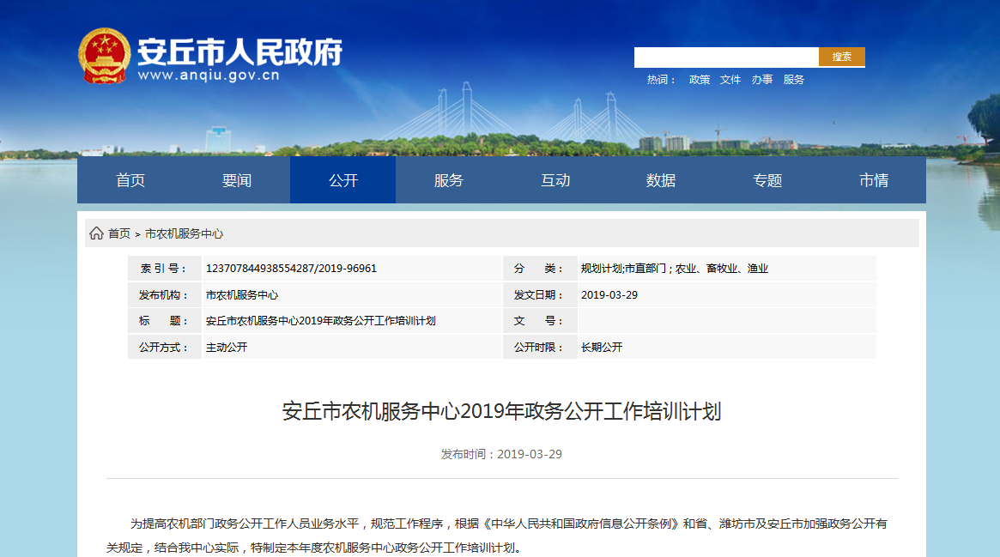 安丘市人民政府
www.anqiu.gov.cn
搜索
热词： 政策 文件 办事 服务
首页 要闻 公开 服务 互动 数据 专题 市情
首页 > 市农机服务中心
索 引 号： 123707844938554287/2019-96961 分 类： 规划计划;市直部门 ; 农业、畜牧业、渔业
发布机构： 市农机服务中心 发文日期： 2019-03-29
标 题： 安丘市农机服务中心2019年政务公开工作培训计划 文 号：
公开方式： 主动公开 公开时限： 长期公开
安丘市农机服务中心2019年政务公开工作培训计划
发布时间：2019-03-29
为提高农机部门政务公开工作人员业务水平，规范工作程序，根据《中华人民共和国政府信息公开条例》和省、潍坊市及安丘市加强政务公开有
关规定，结合我中心实际，特制定本年度农机服务中心政务公开工作培训计划。